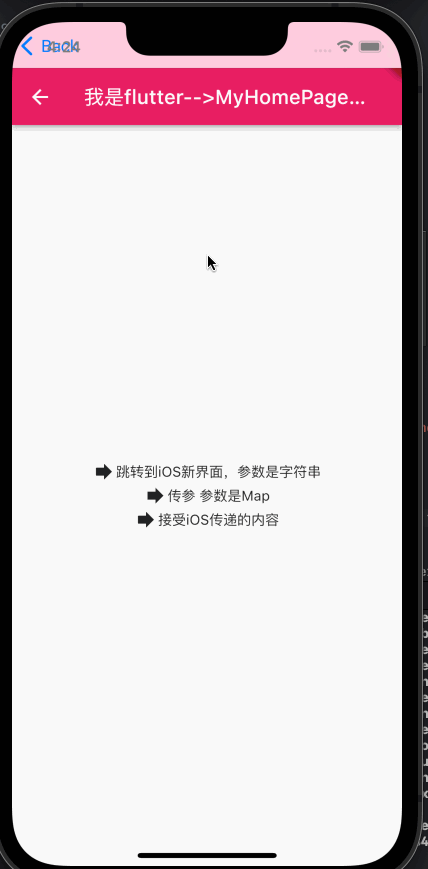 Back
4:24
我是flutter-->MyHomePage...
➡ 跳转到iOS新界面，参数是字符串
➡ 传参 参数是Map
➡ 接受iOS传递的内容